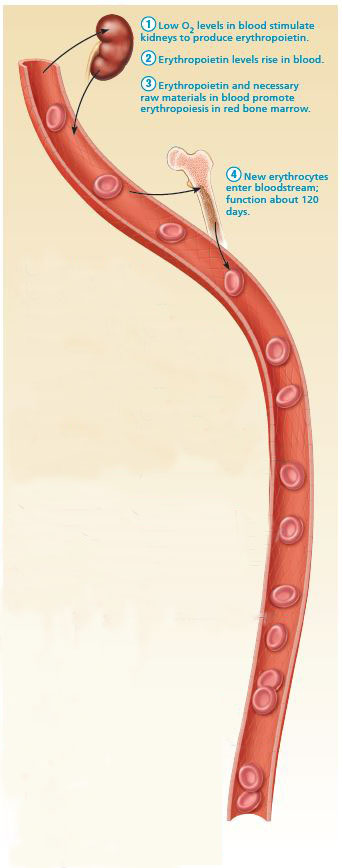 ① Low O₂ levels in blood stimulate
kidneys to produce erythropoietin.
② Erythropoietin levels rise in blood.
③ Erythropoietin and necessary
raw materials in blood promote
erythropoiesis in red bone marrow.
④ New erythrocytes
enter bloodstream;
function about 120
days.